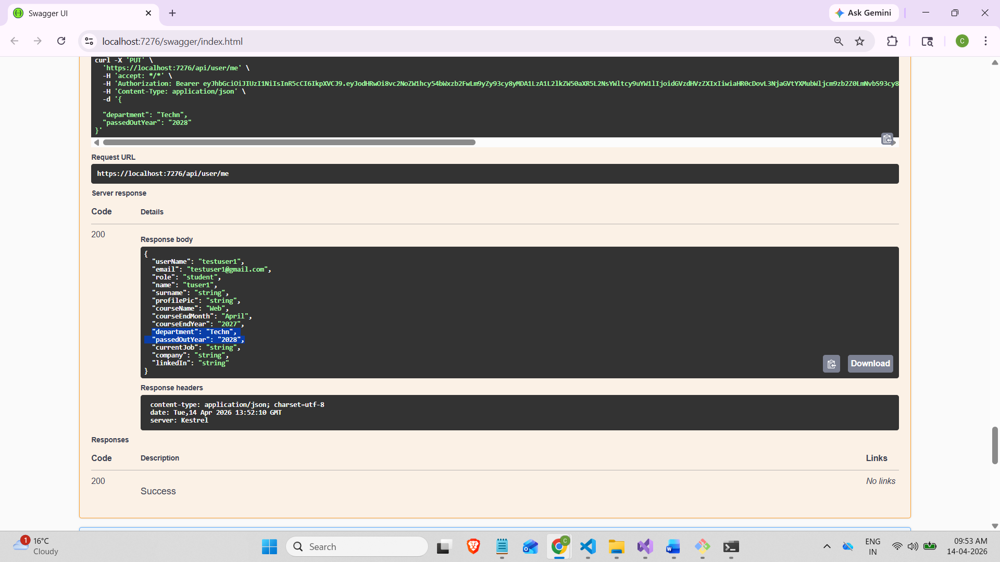 Swagger UI
Ask Gemini
localhost:7276/swagger/index.html
C
curl -X 'PUT' \
'https://localhost:7276/api/user/me' \
-H 'accept: */*' \
-H 'Authorization: Bearer eyJhbGciOiJIUzI1NiIsInR5cCI6IkpXVCJ9.eyJodHRwOi8vc2NoZW1hcy54bWxzb2FwLm9yZy93cy8yMDA1LzA1L2lkZW50aXR5L2NsYWltcy9uYW1lIjoidGVzdHVzZXIxIiwiaHR0cDovL3NjaGVtYXMubWljcm9zb2Z0LmNvbS93cy8
-H 'Content-Type: application/json' \
-d '{
"department": "Techn",
"passedOutYear": "2028"
}'
Request URL
https://localhost:7276/api/user/me
Server response
Code Details
200
Response body
{
"userName": "testuser1",
"email": "testuser1@gmail.com",
"role": "student",
"name": "tuser1",
"surname": "string",
"profilePic": "string",
"courseName": "Web",
"courseEndMonth": "April",
"courseEndYear": "2027",
"department": "Techn",
"passedOutYear": "2028",
"currentJob": "string",
"company": "string",
"linkedIn": "string"
}
Download
Response headers
content-type: application/json; charset=utf-8
date: Tue,14 Apr 2026 13:52:10 GMT
server: Kestrel
Responses
Code Description Links
200 No links
Success
1
16°C
Cloudy
Search
C
ENG
IN
09:53 AM
14-04-2026